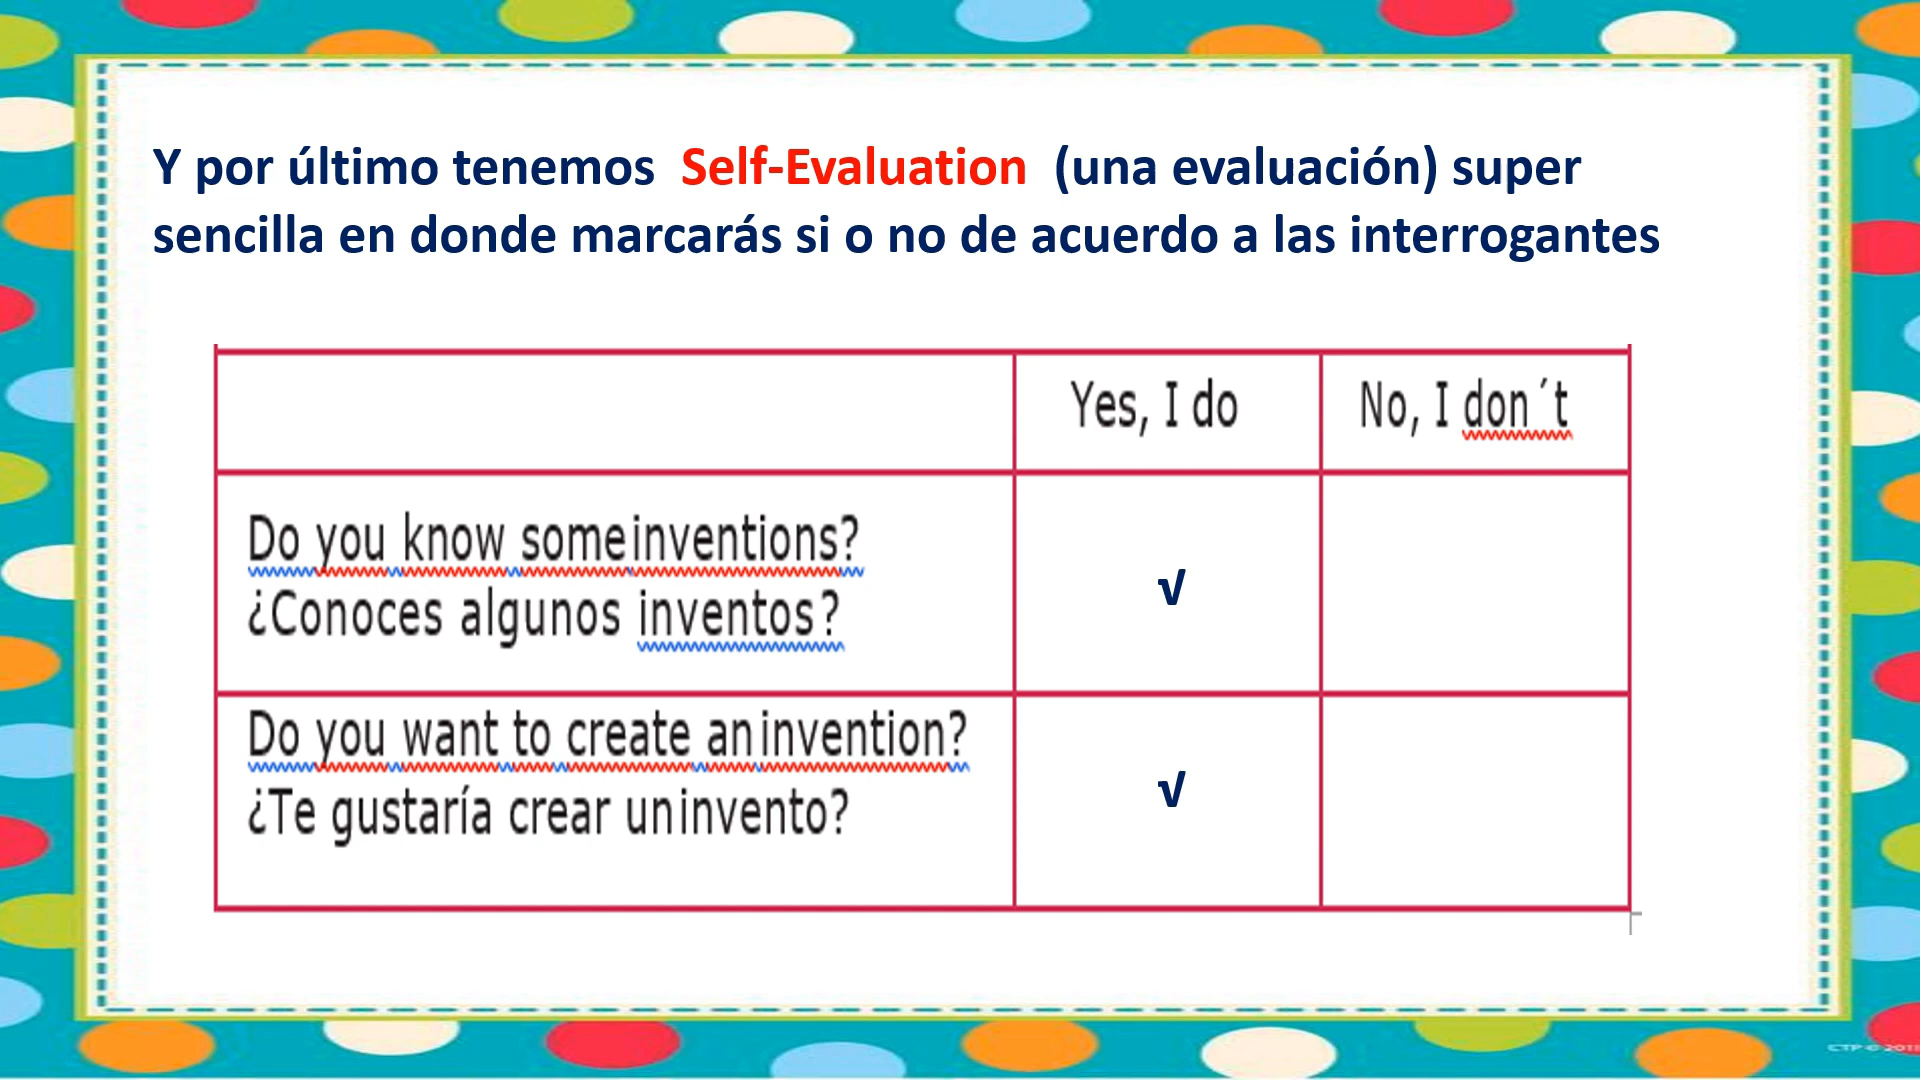 Y por último tenemos Self-Evaluation (una evaluación) super
sencilla en donde marcarás si o no de acuerdo a las interrogantes
Yes, I do No, I don´t
Do you know someinventions?
¿Conoces algunos inventos?
√
Do you want to create aninvention?
¿Te gustaría crear uninvento?
√